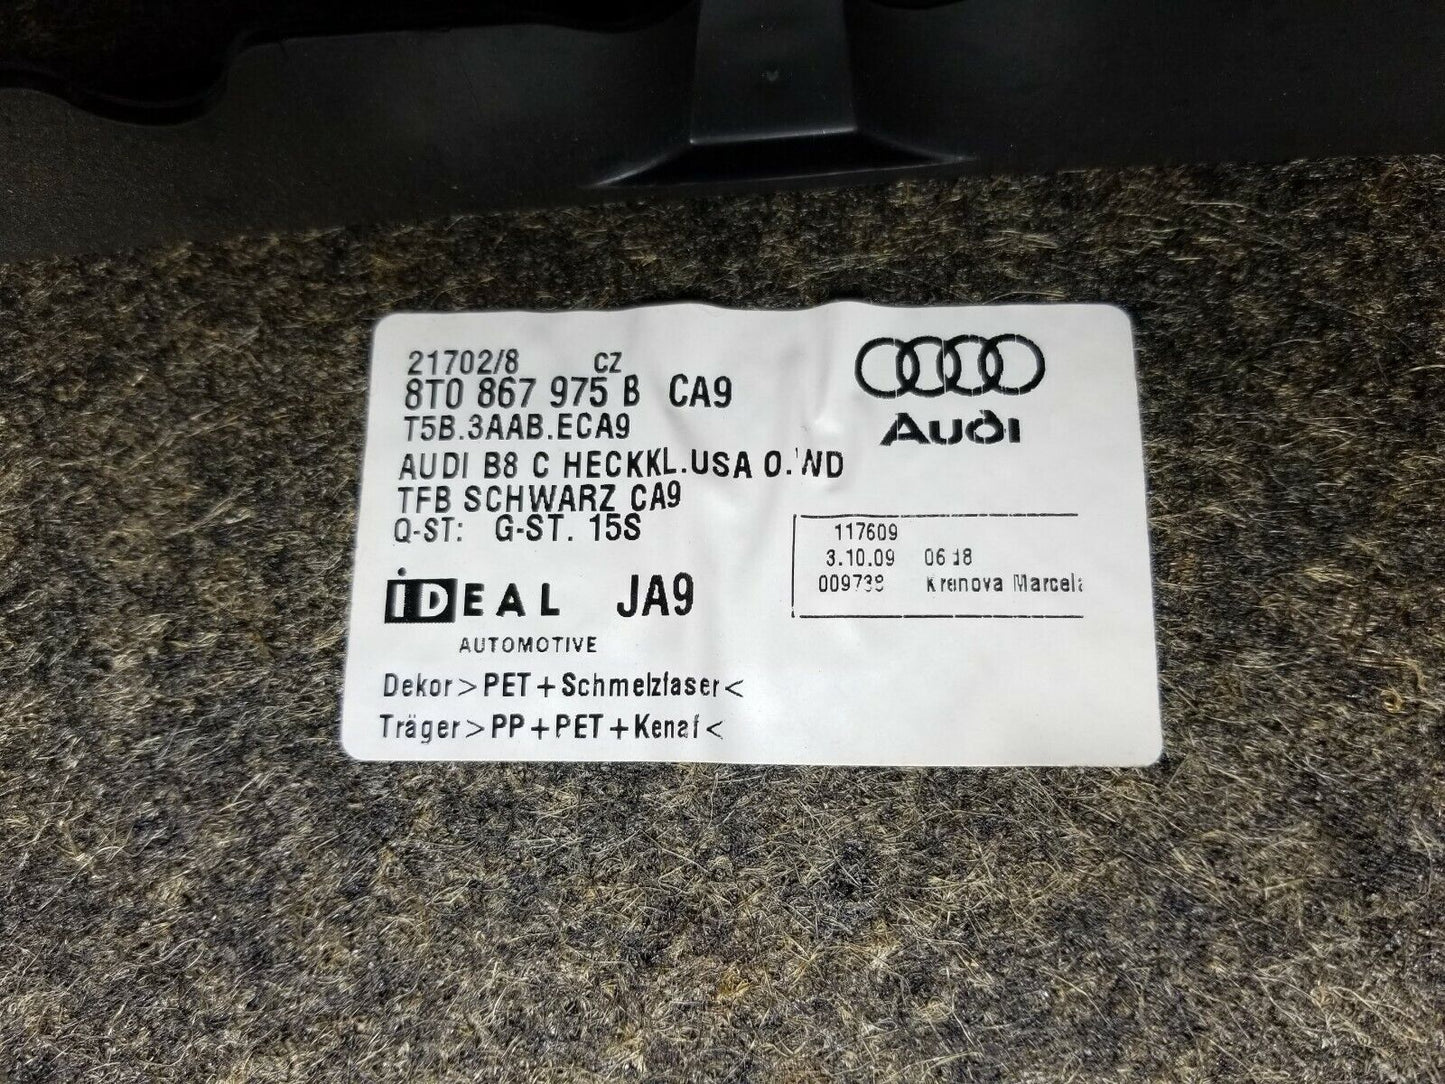 21702/8 CZ
8T0 867 975 B CA9
T5B.3AAB.ECA9
AUDI B8 C HECKKL.USA O.WD
TFB SCHWARZ CA9
Q-ST: G-ST. 15S
Audi
117609
3.10.09
Marcela
iDEAL JA9
AUTOMOTIVE
Dekor>PET+Schmelzfaser<
Träger>PP+PET+Kenaf<